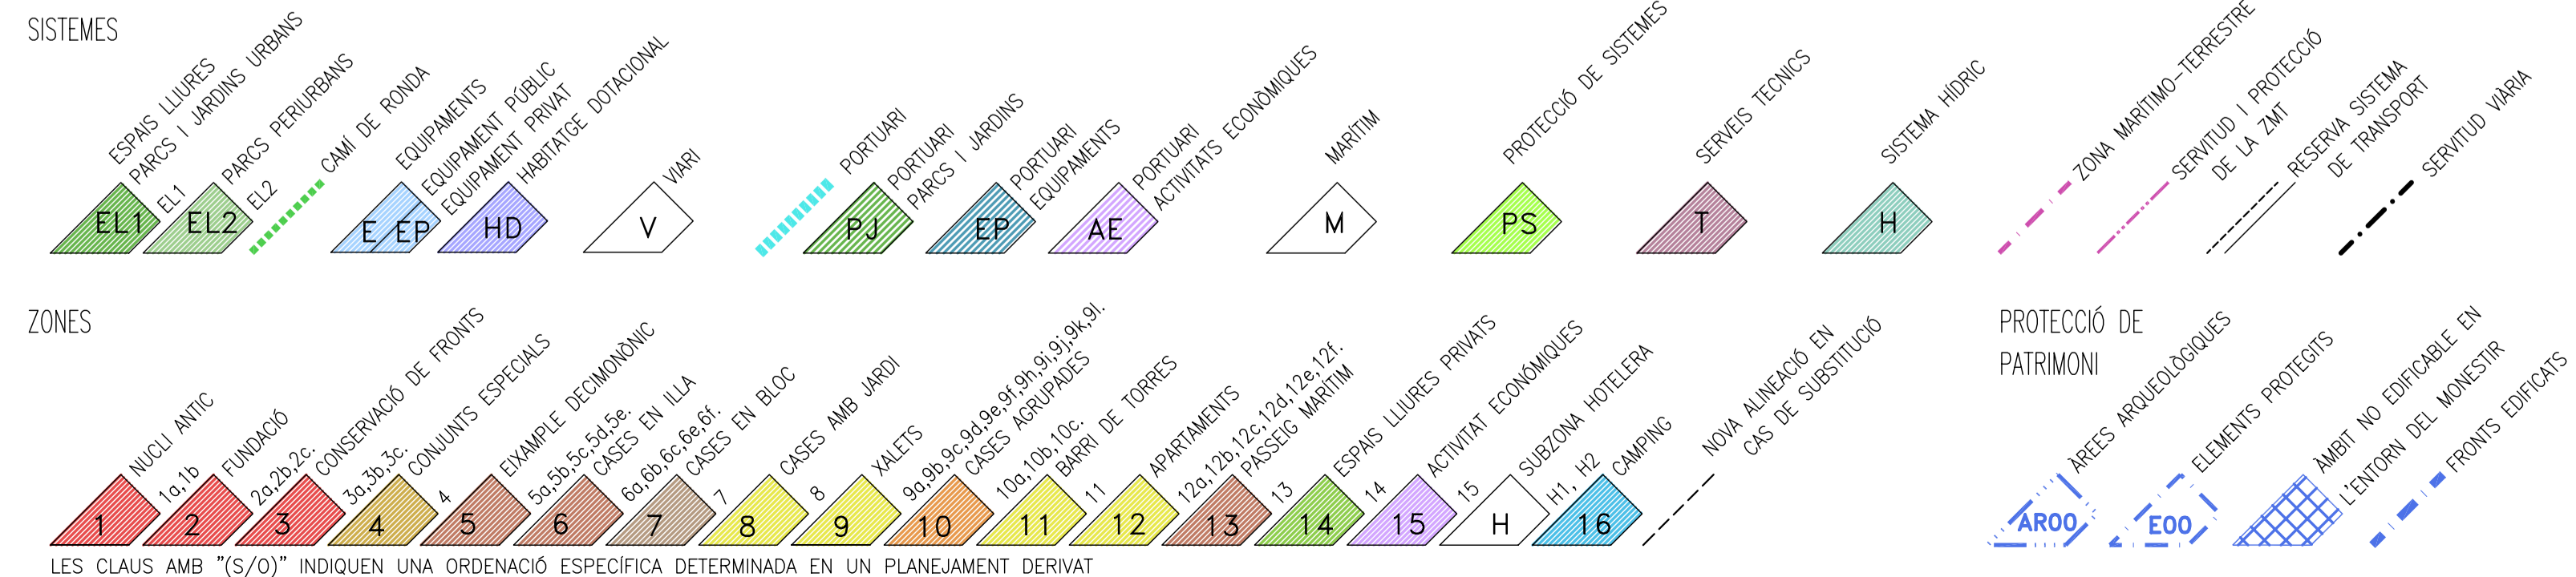 SISTEMES
ESPAIS LLIURES
PARCS I JARDINS URBANS
EL1
EL1
PARCS PERIURBANS
EL2
EL2
CAMÍ DE RONDA
EQUIPAMENTS
EQUIPAMENT PÚBLIC
EQUIPAMENT PRIVAT
E EP
HABITATGE DOTACIONAL
HD
VIARI
V
PORTUARI
PORTUARI
PARCS I JARDINS
PJ
PORTUARI
EQUIPAMENTS
EP
PORTUARI
ACTIVITATS ECONÒMIQUES
AE
MARÍTIM
M
PROTECCIÓ DE SISTEMES
PS
SERVEIS TECNICS
T
SISTEMA HÍDRIC
H
ZONA MARÍTIMO-TERRESTRE
SERVITUD I PROTECCIÓ
DE LA ZMT
RESERVA SISTEMA
DE TRANSPORT
SERVITUD VIÀRIA
ZONES
NUCLI ANTIC
1
1a,1b
FUNDACIÓ
2
2a,2b,2c.
CONSERVACIÓ DE FRONTS
3
3a,3b,3c.
CONJUNTS ESPECIALS
4
4
EIXAMPLE DECIMONÒNIC
5
5a,5b,5c,5d,5e.
CASES EN ILLA
6
6a,6b,6c,6e,6f.
CASES EN BLOC
7
7
CASES AMB JARDI
8
8
XALETS
9
9a,9b,9c,9d,9e,9f,9h,9i,9j,9k,9l.
CASES AGRUPADES
10
10a,10b,10c.
BARRI DE TORRES
11
11
APARTAMENTS
12
12a,12b,12c,12d,12e,12f.
PASSEIG MARÍTIM
13
13
ESPAIS LLIURES PRIVATS
14
14
ACTIVITAT ECONÓMIQUES
15
15
SUBZONA HOTELERA
H
H1, H2
CAMPING
16
NOVA ALINEACIÓ EN
CAS DE SUBSTITUCIÓ
PROTECCIÓ DE
PATRIMONI
ÀREES ARQUEOLÒGIQUES
AR00
ELEMENTS PROTEGITS
E00
ÀMBIT NO EDIFICABLE EN
L'ENTORN DEL MONESTIR
FRONTS EDIFICATS
LES CLAUS AMB "(S/O)" INDIQUEN UNA ORDENACIÓ ESPECÍFICA DETERMINADA EN UN PLANEJAMENT DERIVAT